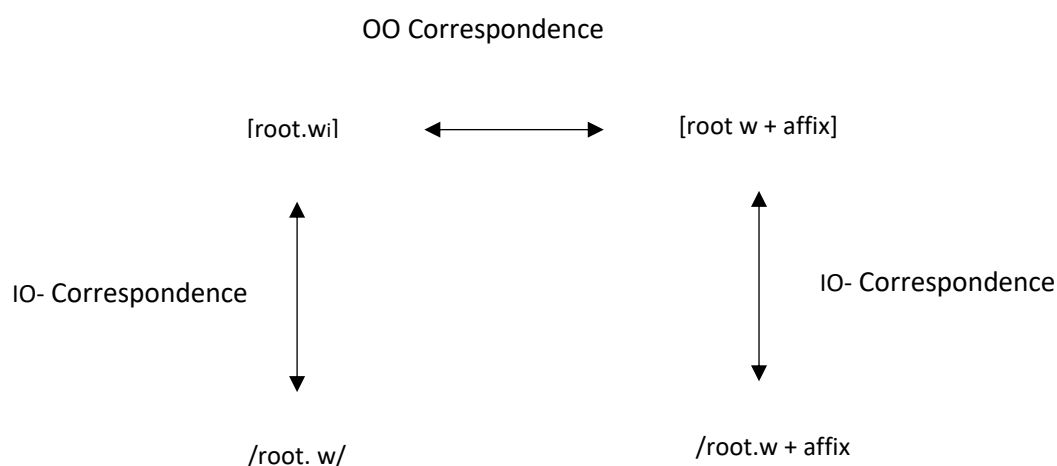 OO Correspondence
[root.wi] [root w + affix]
IO- Correspondence IO- Correspondence
/root. w/ /root.w + affix